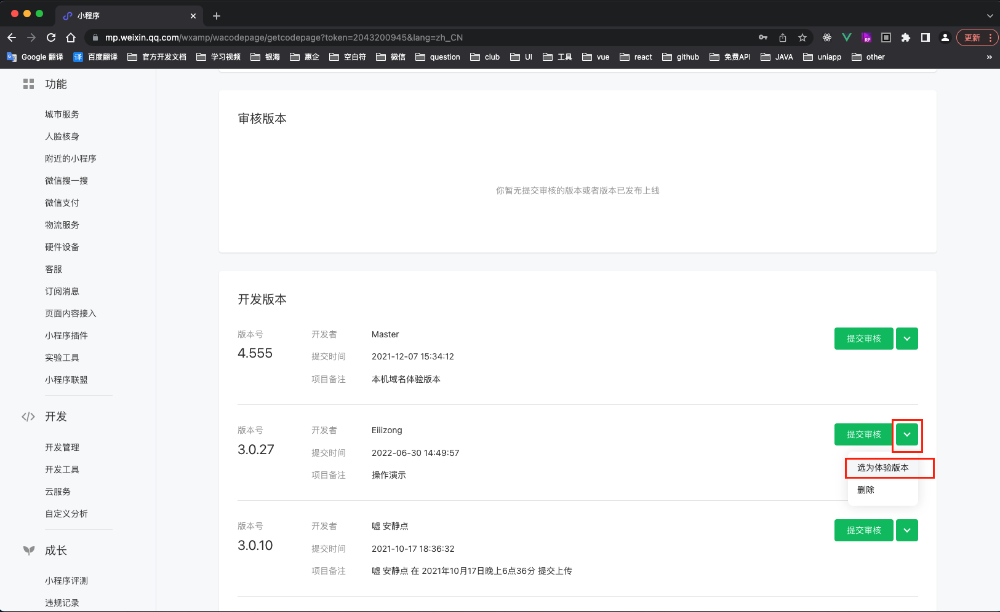 小程序
mp.weixin.qq.com/wxamp/wacodepage/getcodepage?token=2043200945&lang=zh_CN
更新
Google 翻译 百度翻译 官方开发文档 学习视频 银海 惠企 空白符 微信 question club UI 工具 vue react github 免费API JAVA uniapp other »
功能
城市服务
人脸核身
附近的小程序
微信搜一搜
微信支付
物流服务
硬件设备
客服
订阅消息
页面内容接入
小程序插件
实验工具
小程序联盟
开发
开发管理
开发工具
云服务
自定义分析
成长
小程序评测
违规记录
审核版本
你暂无提交审核的版本或者版本已发布上线
开发版本
版本号
4.555
开发者 Master
提交时间 2021-12-07 15:34:12
项目备注 本机域名体验版本
提交审核
版本号
3.0.27
开发者 Eiiizong
提交时间 2022-06-30 14:49:57
项目备注 操作演示
提交审核
选为体验版本
删除
版本号
3.0.10
开发者 嘘 安静点
提交时间 2021-10-17 18:36:32
项目备注 嘘 安静点 在 2021年10月17日晚上6点36分 提交上传
提交审核